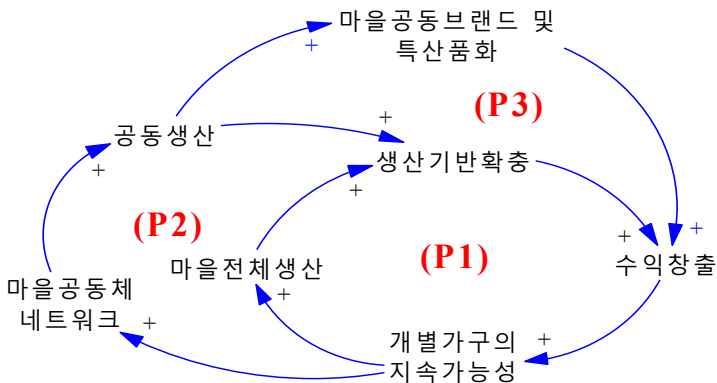 마을공동브랜드 및
특산품화
+
+
(P3)
공동생산
+
생산기반확충
+
(P2)
(P1)
+
+
마을전체생산
+
수익창출
마을공동체
네트워크
+
개별가구의
지속가능성
+